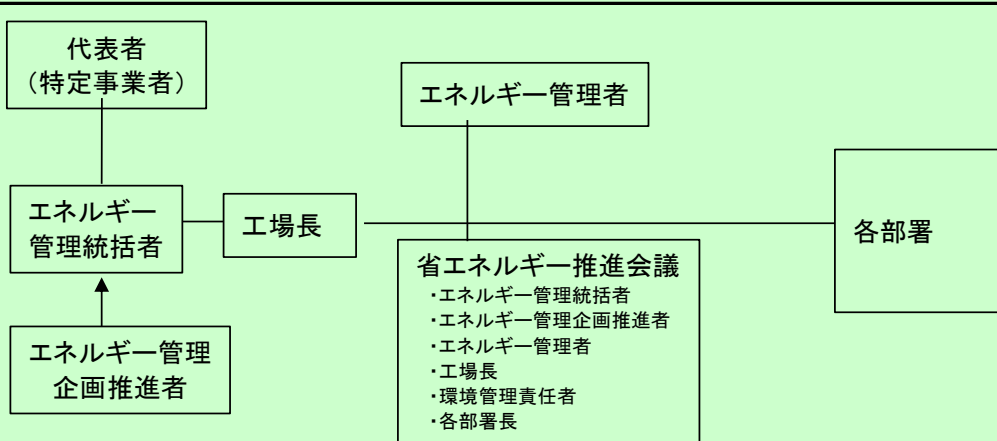 代表者
（特定事業者）
エネルギー管理者
エネルギー
管理統括者
工場長
各部署
省エネルギー推進会議
・エネルギー管理統括者
・エネルギー管理企画推進者
・エネルギー管理者
・工場長
・環境管理責任者
・各部署長
エネルギー管理
企画推進者